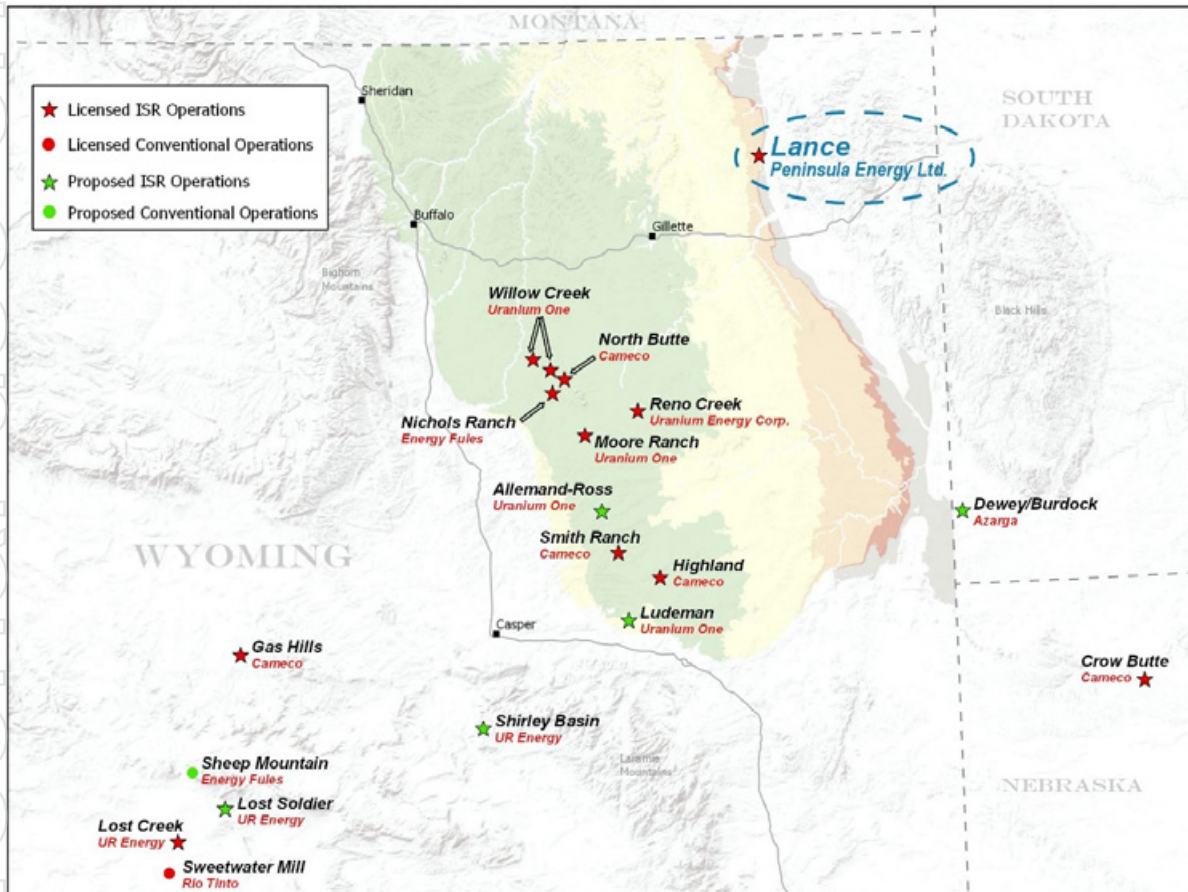 MONTANA
Sheridan
Licensed ISR Operations
Licensed Conventional Operations
Proposed ISR Operations
Proposed Conventional Operations
SOUTH
DAKOTA
Lance
Peninsula Energy Ltd.
Buffalo
Gillette
Bighorn
Mountains
Black Hills
Willow Creek
Uranium One
North Butte
Cameco
Nichols Ranch
Energy Fules
Reno Creek
Uranium Energy Corp.
Moore Ranch
Uranium One
Allemand-Ross
Uranium One
Dewey/Burdock
Azarga
WYOMING
Smith Ranch
Cameco
Highland
Cameco
Ludeman
Uranium One
Casper
Gas Hills
Cameco
Crow Butte
Cameco
Shirley Basin
UR Energy
Laramie
Mountains
Sheep Mountain
Energy Fules
NEBRASKA
Lost Soldier
UR Energy
Lost Creek
UR Energy
Sweetwater Mill
Rio Tinto